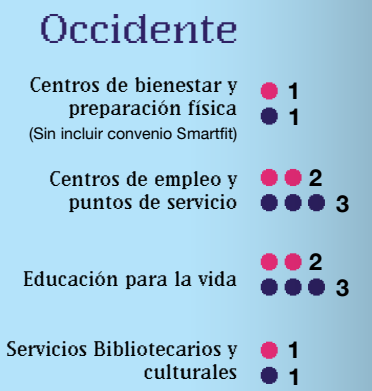 Occidente
Centros de bienestar y
preparación física
(Sin incluir convenio Smartfit)
1
1
Centros de empleo y
puntos de servicio
2
3
Educación para la vida
2
3
Servicios Bibliotecarios y
culturales
1
1